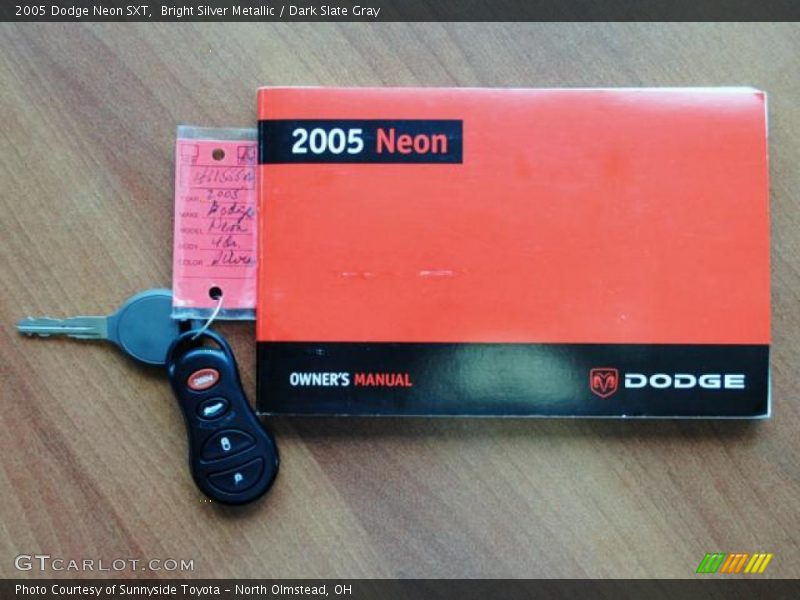 2005 Dodge Neon SXT,  Bright Silver Metallic / Dark Slate Gray
2005 Neon
YEAR 2005
MAKE Dodge
MODEL Neon
BODY 4dr.
COLOR Silver
OWNER'S MANUAL
DODGE
GTCARLOT.COM
Photo Courtesy of Sunnyside Toyota – North Olmstead, OH